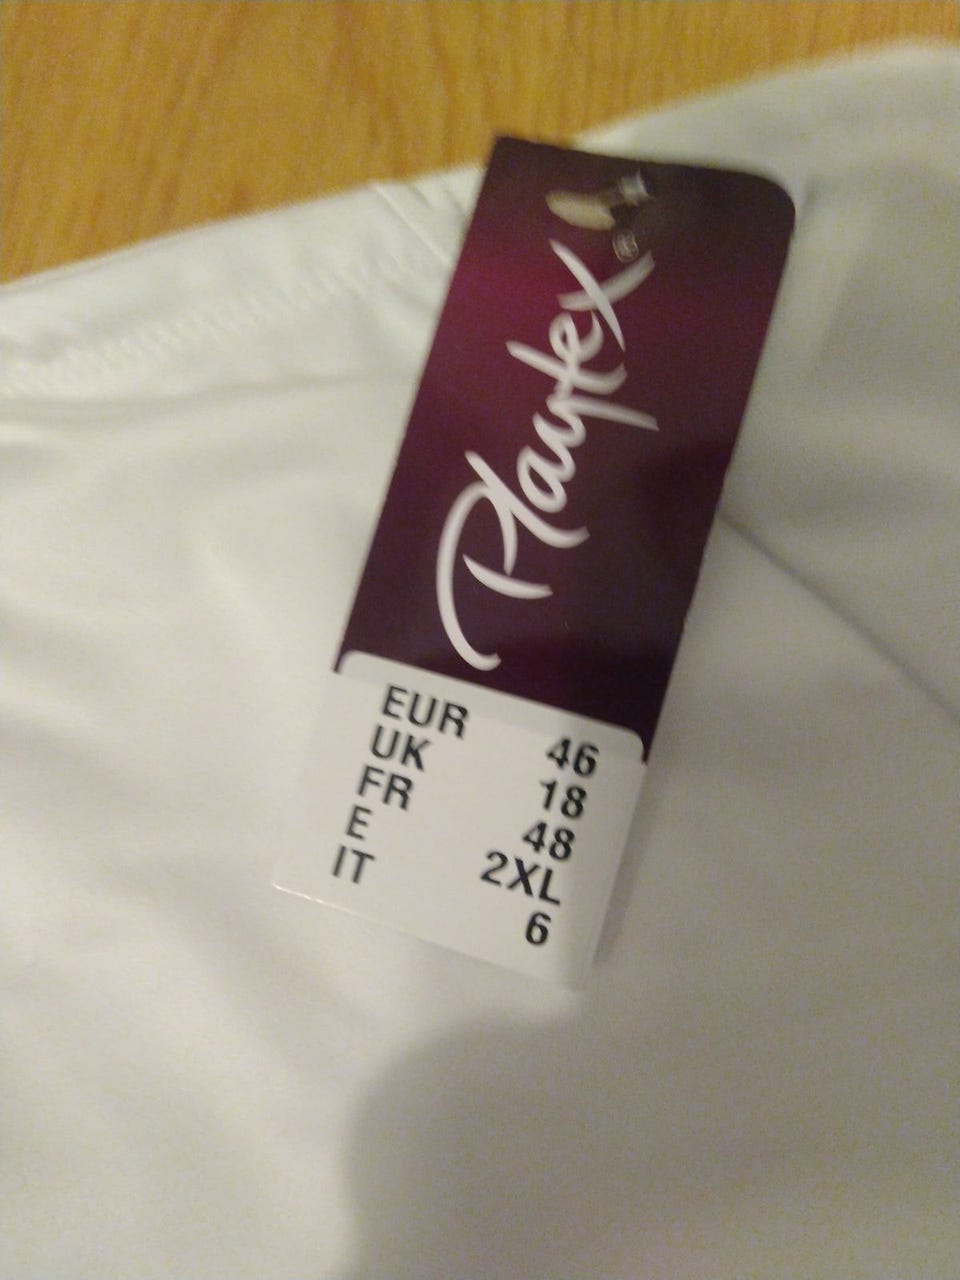 Playtex®
EUR 46
UK 18
FR 48
E 2XL
IT 6